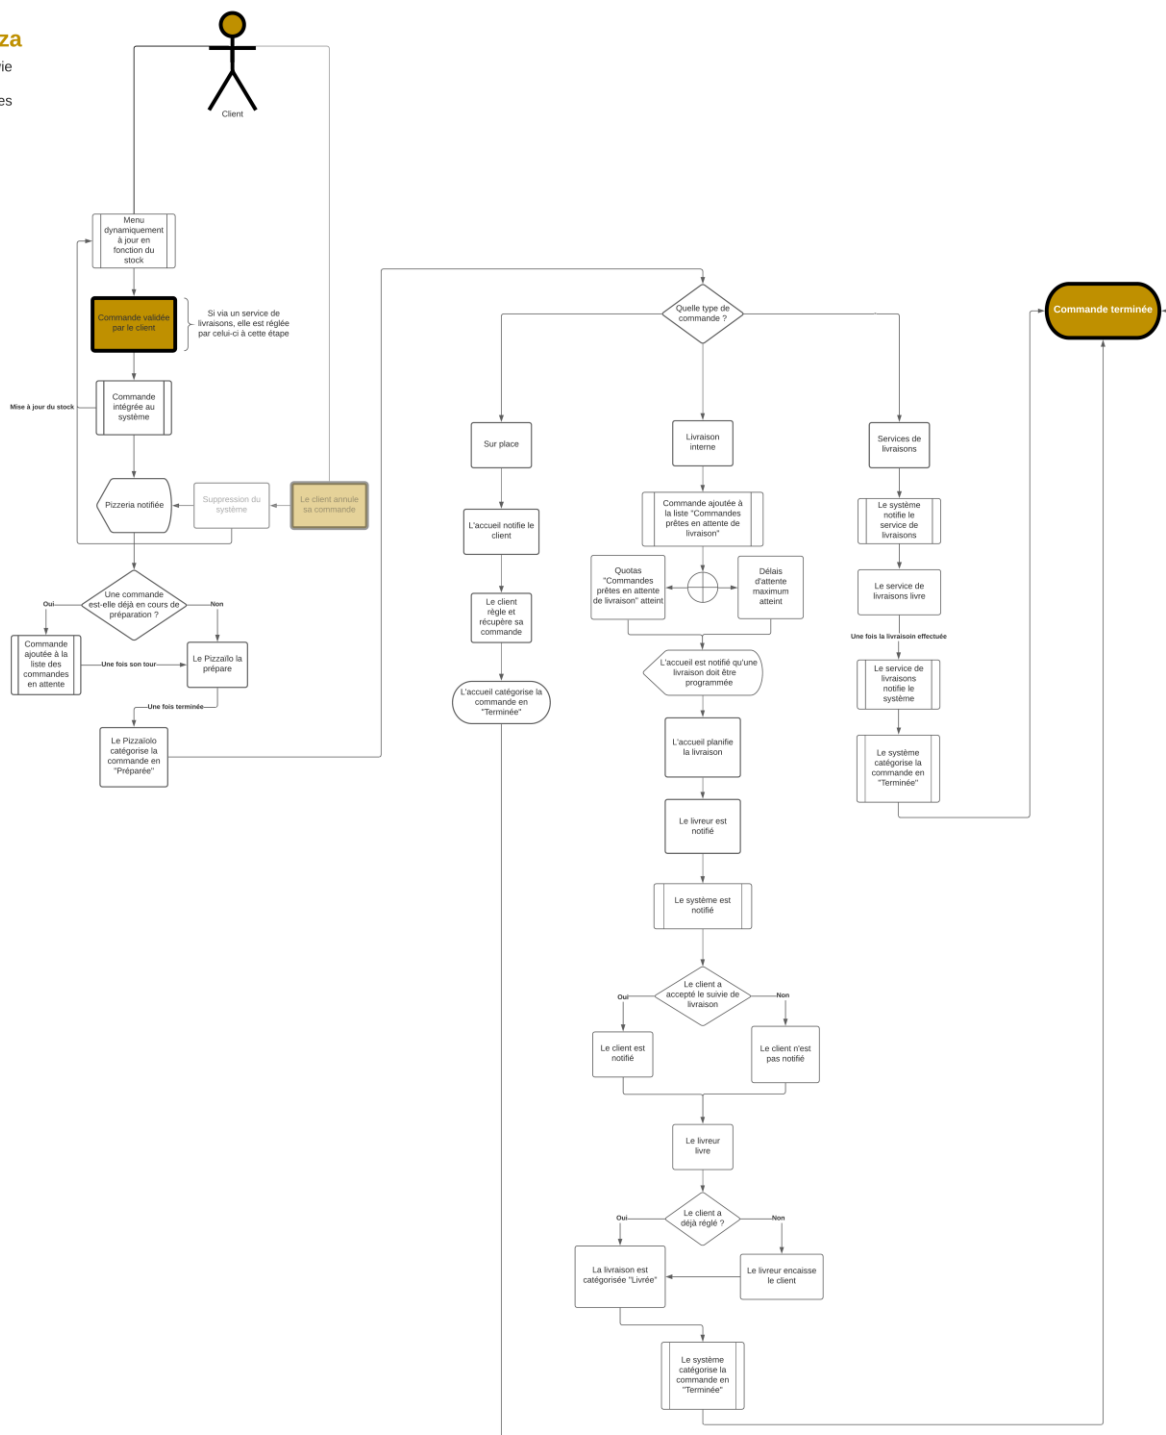 za
vie
es
Client
Menu
dynamiquement
à jour en
fonction du
stock
Commande validée
par le client
Si via un service de
livraisons, elle est réglée
par celui-ci à cette étape
Commande
intégrée au
système
Mise à jour du stock
Pizzeria notifiée
Suppression du
système
Le client annule
sa commande
Une commande
est-elle déjà en cours de
préparation ?
Oui
Non
Commande
ajoutée à la
liste des
commandes
en attente
Une fois son tour
Le Pizzaïlo la
prépare
Une fois terminée
Le Pizzaïolo
catégorise la
commande en
"Préparée"
Quelle type de
commande ?
Sur place
L'accueil notifie le
client
Le client
règle et
récupère sa
commande
L'accueil catégorise la
commande en
"Terminée"
Livraison
interne
Commande ajoutée à
la liste "Commandes
prêtes en attente de
livraison"
Quotas
"Commandes
prêtes en attente
de livraison" atteint
Délais
d'attente
maximum
atteint
L'accueil est notifié qu'une
livraison doit être
programmée
L'accueil planifie
la livraison
Le livreur est
notifié
Le système est
notifié
Le client a
accepté le suivie de
livraison
Oui
Non
Le client est
notifié
Le client n'est
pas notifié
Le livreur
livre
Le client a
déjà réglé ?
Oui
Non
La livraison est
catégorisée "Livrée"
Le livreur encaisse
le client
Le système
catégorise la
commande en
"Terminée"
Services de
livraisons
Le système
notifie le
service de
livraisons
Le service de
livraisons livre
Une fois la livraisoin effectuée
Le service de
livraisons
notifie le
système
Le système
catégorise la
commande en
"Terminée"
Commande terminée